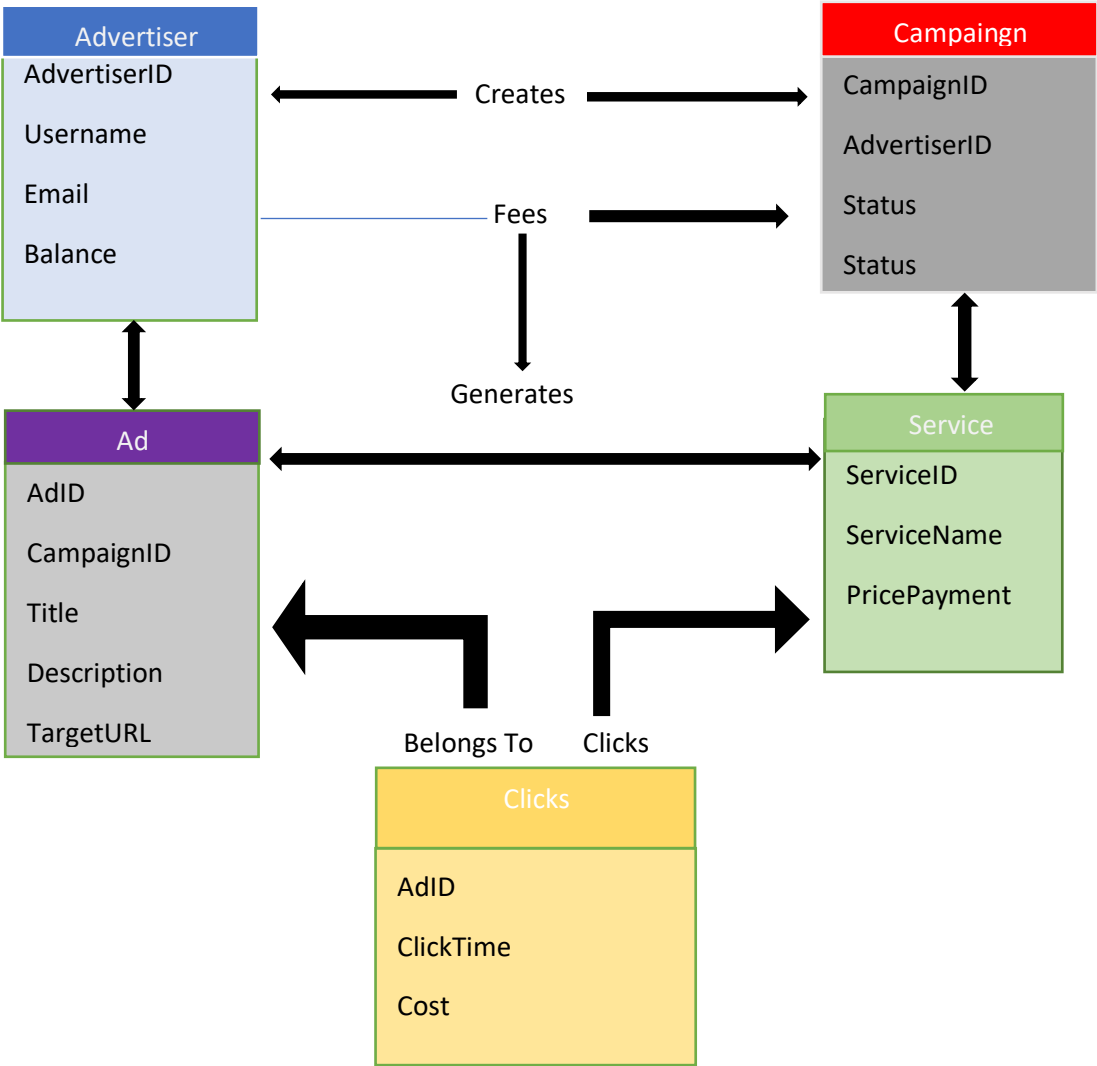 Advertiser
AdvertiserID
Username
Email
Balance
Creates
Fees
Generates
Campaingn
CampaignID
AdvertiserID
Status
Status
Ad
AdID
CampaignID
Title
Description
TargetURL
Service
ServiceID
ServiceName
PricePayment
Belongs To
Clicks
Clicks
AdID
ClickTime
Cost